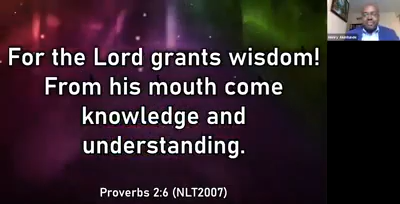 For the Lord grants wisdom!
From his mouth come
knowledge and
understanding.
Proverbs 2:6 (NLT2007)